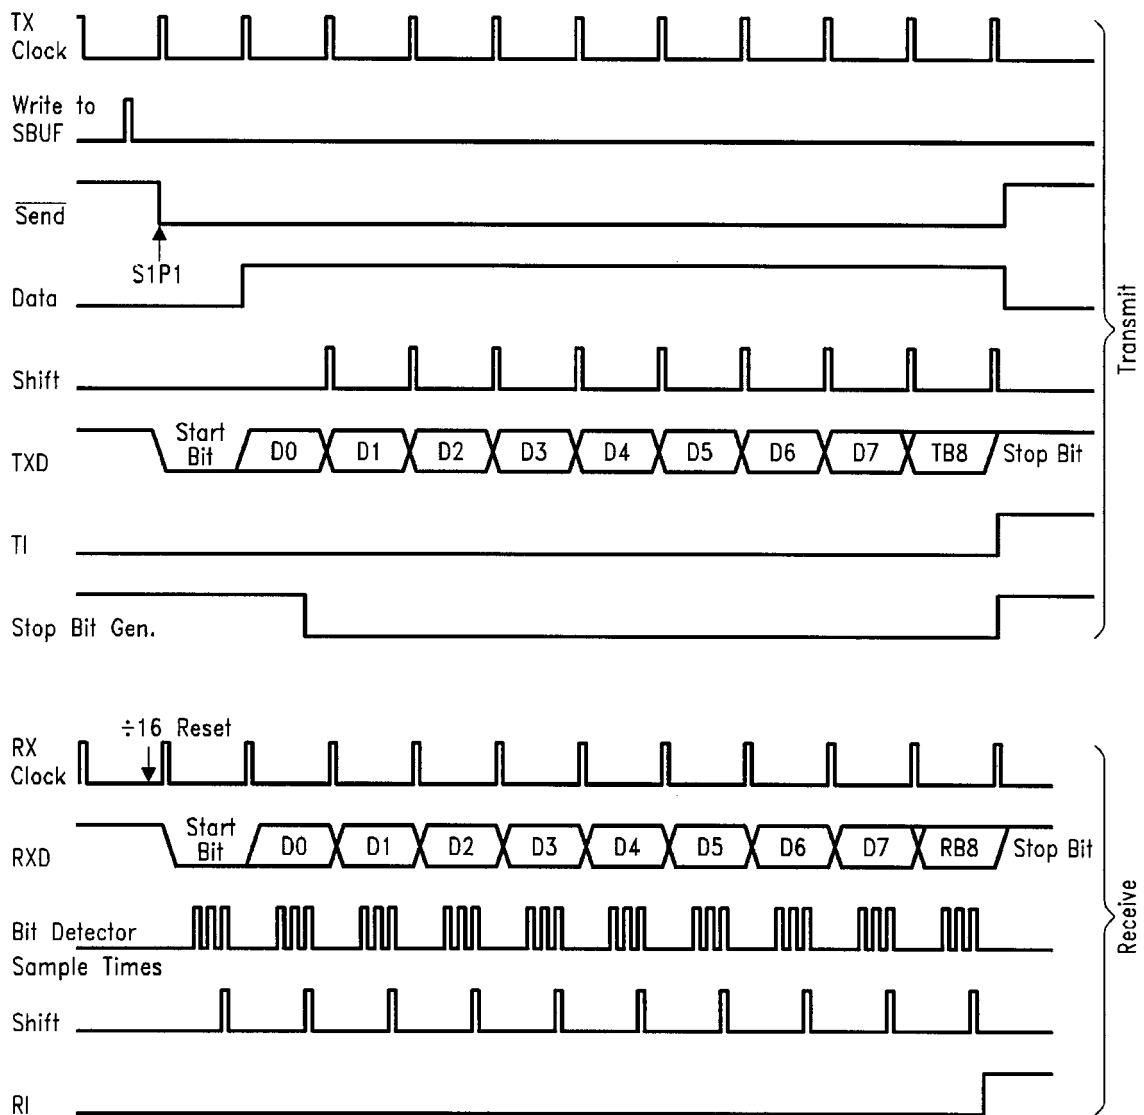 TX
Clock
Write to
SBUF
Send
S1P1
Data
Shift
TXD
Start
Bit
D0 D1 D2 D3 D4 D5 D6 D7 TB8 Stop Bit
TI
Stop Bit Gen.
Transmit
÷16 Reset
RX
Clock
RXD
Start
Bit
D0 D1 D2 D3 D4 D5 D6 D7 RB8 Stop Bit
Bit Detector
Sample Times
Shift
RI
Receive